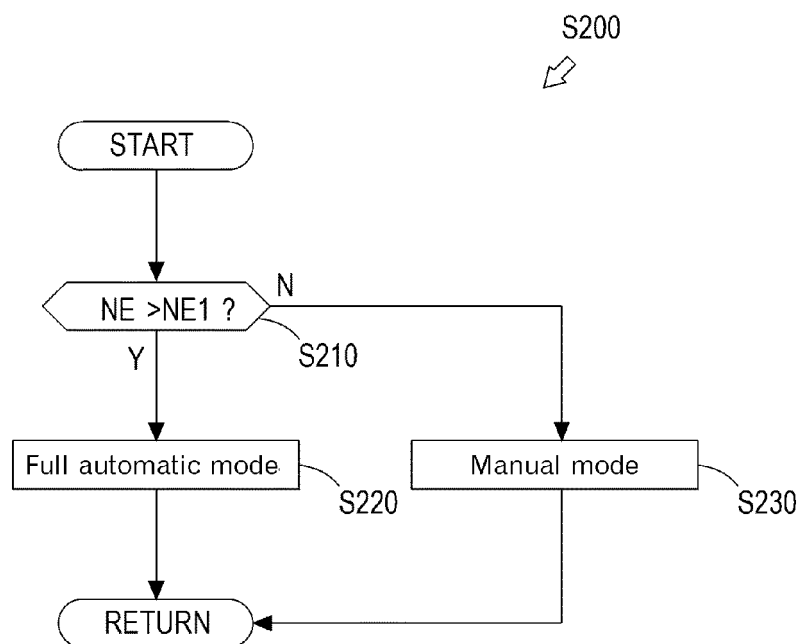 S200
START
NE >NE1 ?
N
S210
Y
Full automatic mode
S220
Manual mode
S230
RETURN